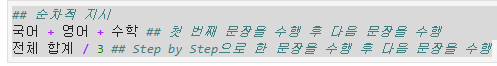 ## 순차적 지시
국어 + 영어 + 수학 ## 첫 번째 문장을 수행 후 다음 문장을 수행
전체 합계 / 3 ## Step by Step으로 한 문장을 수행 후 다음 문장을 수행